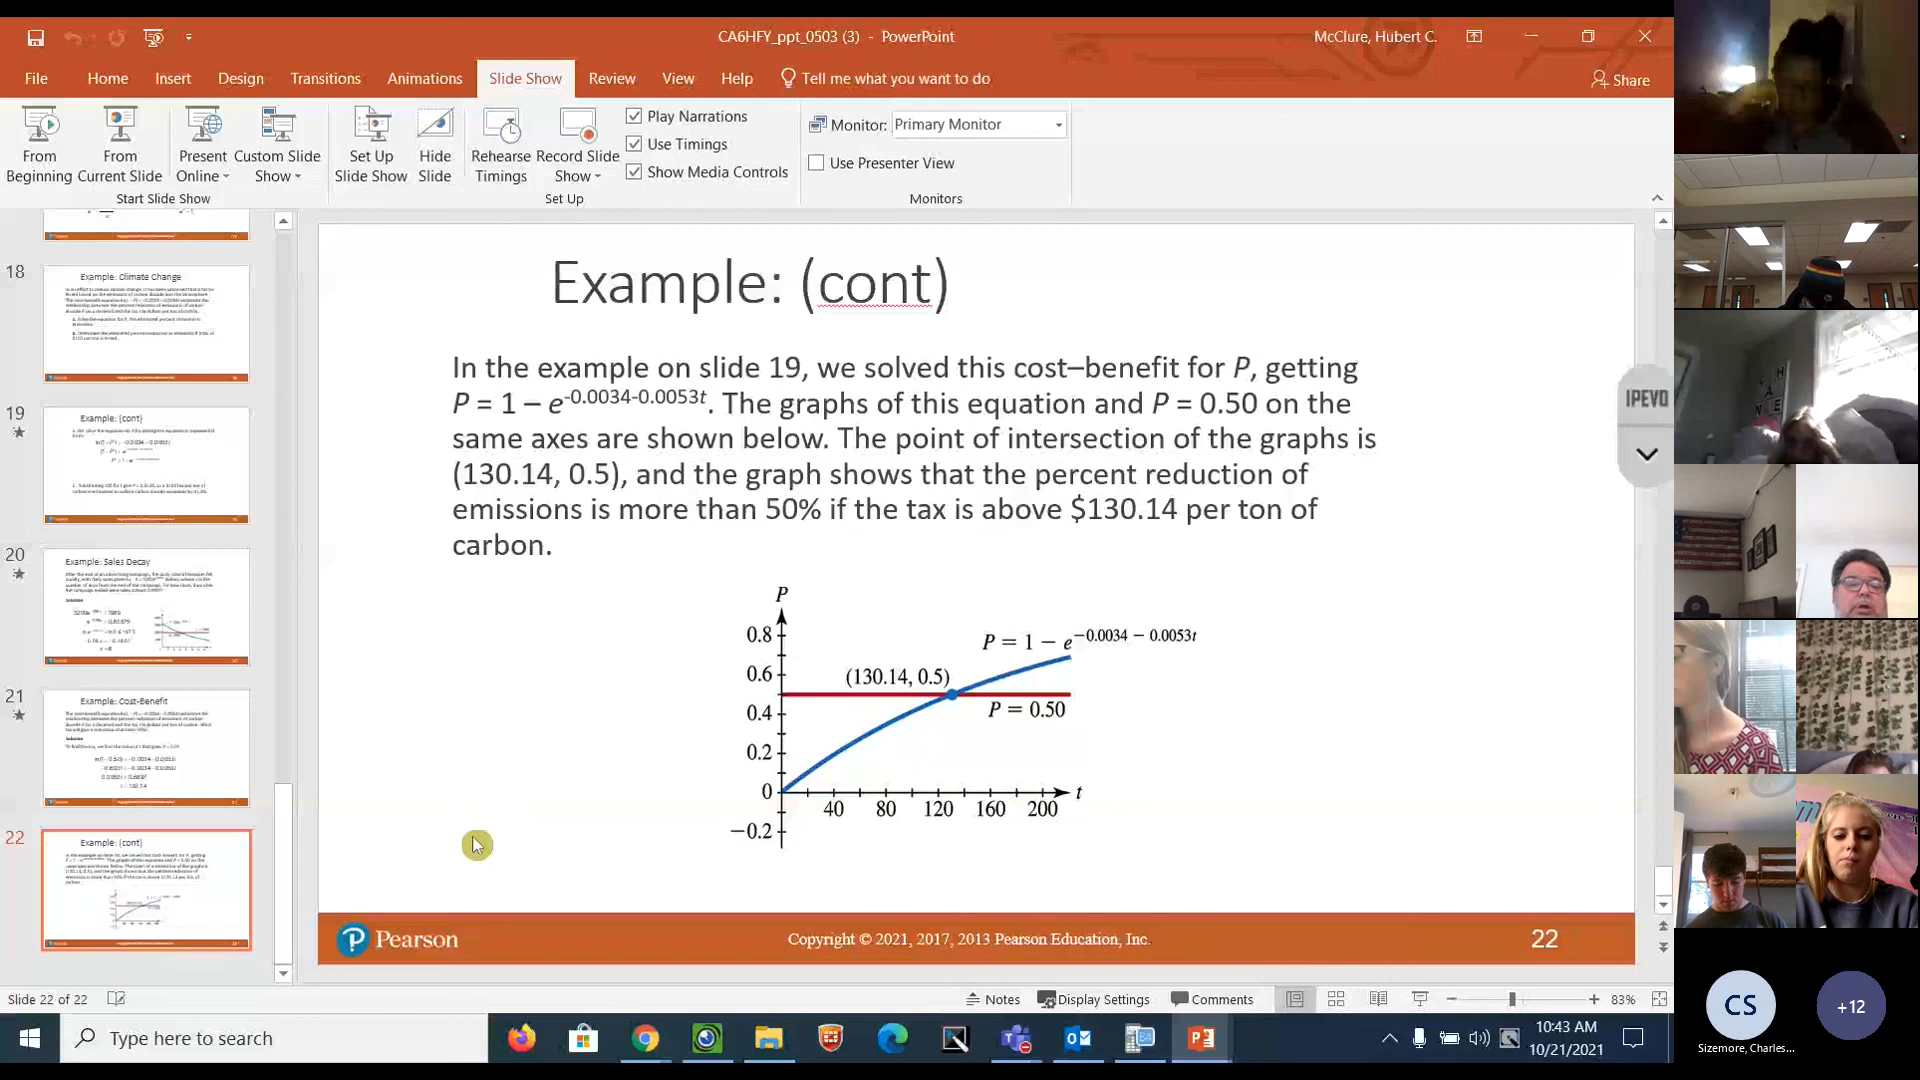 CA6HFY_ppt_0503 (3) - PowerPoint
McClure, Hubert C.
File Home Insert Design Transitions Animations Slide Show Review View Help Tell me what you want to do
Share
From Beginning
From Current Slide
Present Online
Custom Slide Show
Set Up Slide Show
Hide Slide
Rehearse Timings
Record Slide Show
Play Narrations
Use Timings
Show Media Controls
Monitor: Primary Monitor
Use Presenter View
Start Slide Show
Set Up
Monitors
18
Example: Climate Change
19
Example: (cont)
20
Example: Sales Decay
21
Example: Cost-Benefit
22
Example: (cont)
Example: (cont)
In the example on slide 19, we solved this cost–benefit for P, getting
P = 1 – e^-0.0034-0.0053t. The graphs of this equation and P = 0.50 on the
same axes are shown below. The point of intersection of the graphs is
(130.14, 0.5), and the graph shows that the percent reduction of
emissions is more than 50% if the tax is above $130.14 per ton of
carbon.
P
0.8
P = 1 − e^−0.0034 − 0.0053t
0.6
(130.14, 0.5)
0.4
P = 0.50
0.2
0
t
40 80 120 160 200
−0.2
Pearson
Copyright © 2021, 2017, 2013 Pearson Education, Inc.
22
IPEVO
Slide 22 of 22
Notes Display Settings Comments
83%
Type here to search
10:43 AM
10/21/2021
CS
+12
Sizemore, Charles...